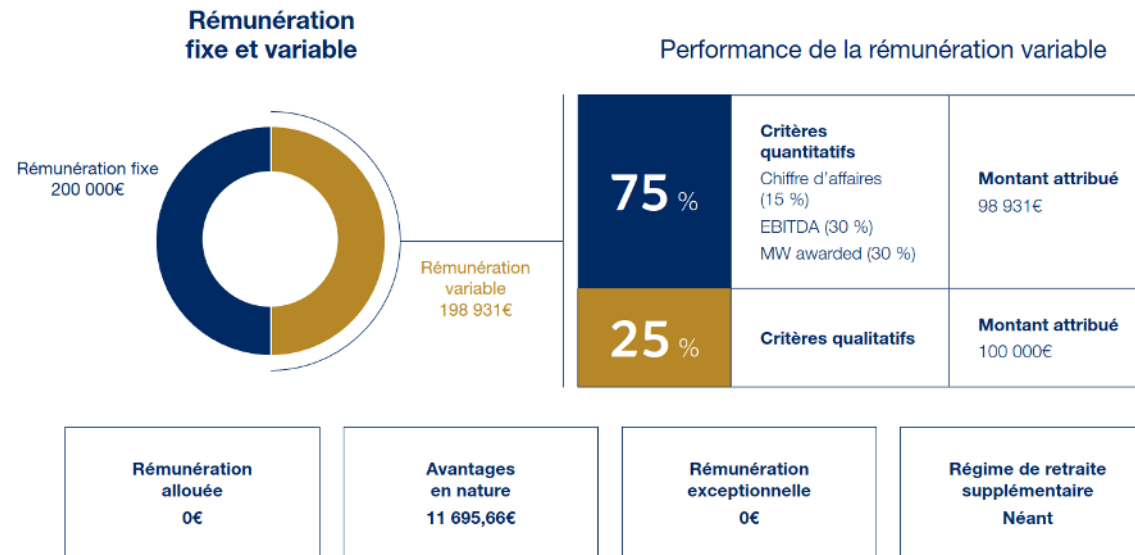 Rémunération
fixe et variable
Performance de la rémunération variable
Rémunération fixe
200 000€
Rémunération
variable
198 931€
75 %
Critères
quantitatifs
Chiffre d'affaires
(15 %)
EBITDA (30 %)
MW awarded (30 %)
Montant attribué
98 931€
25 %
Critères qualitatifs
Montant attribué
100 000€
Rémunération
allouée
0€
Avantages
en nature
11 695,66€
Rémunération
exceptionnelle
0€
Régime de retraite
supplémentaire
Néant